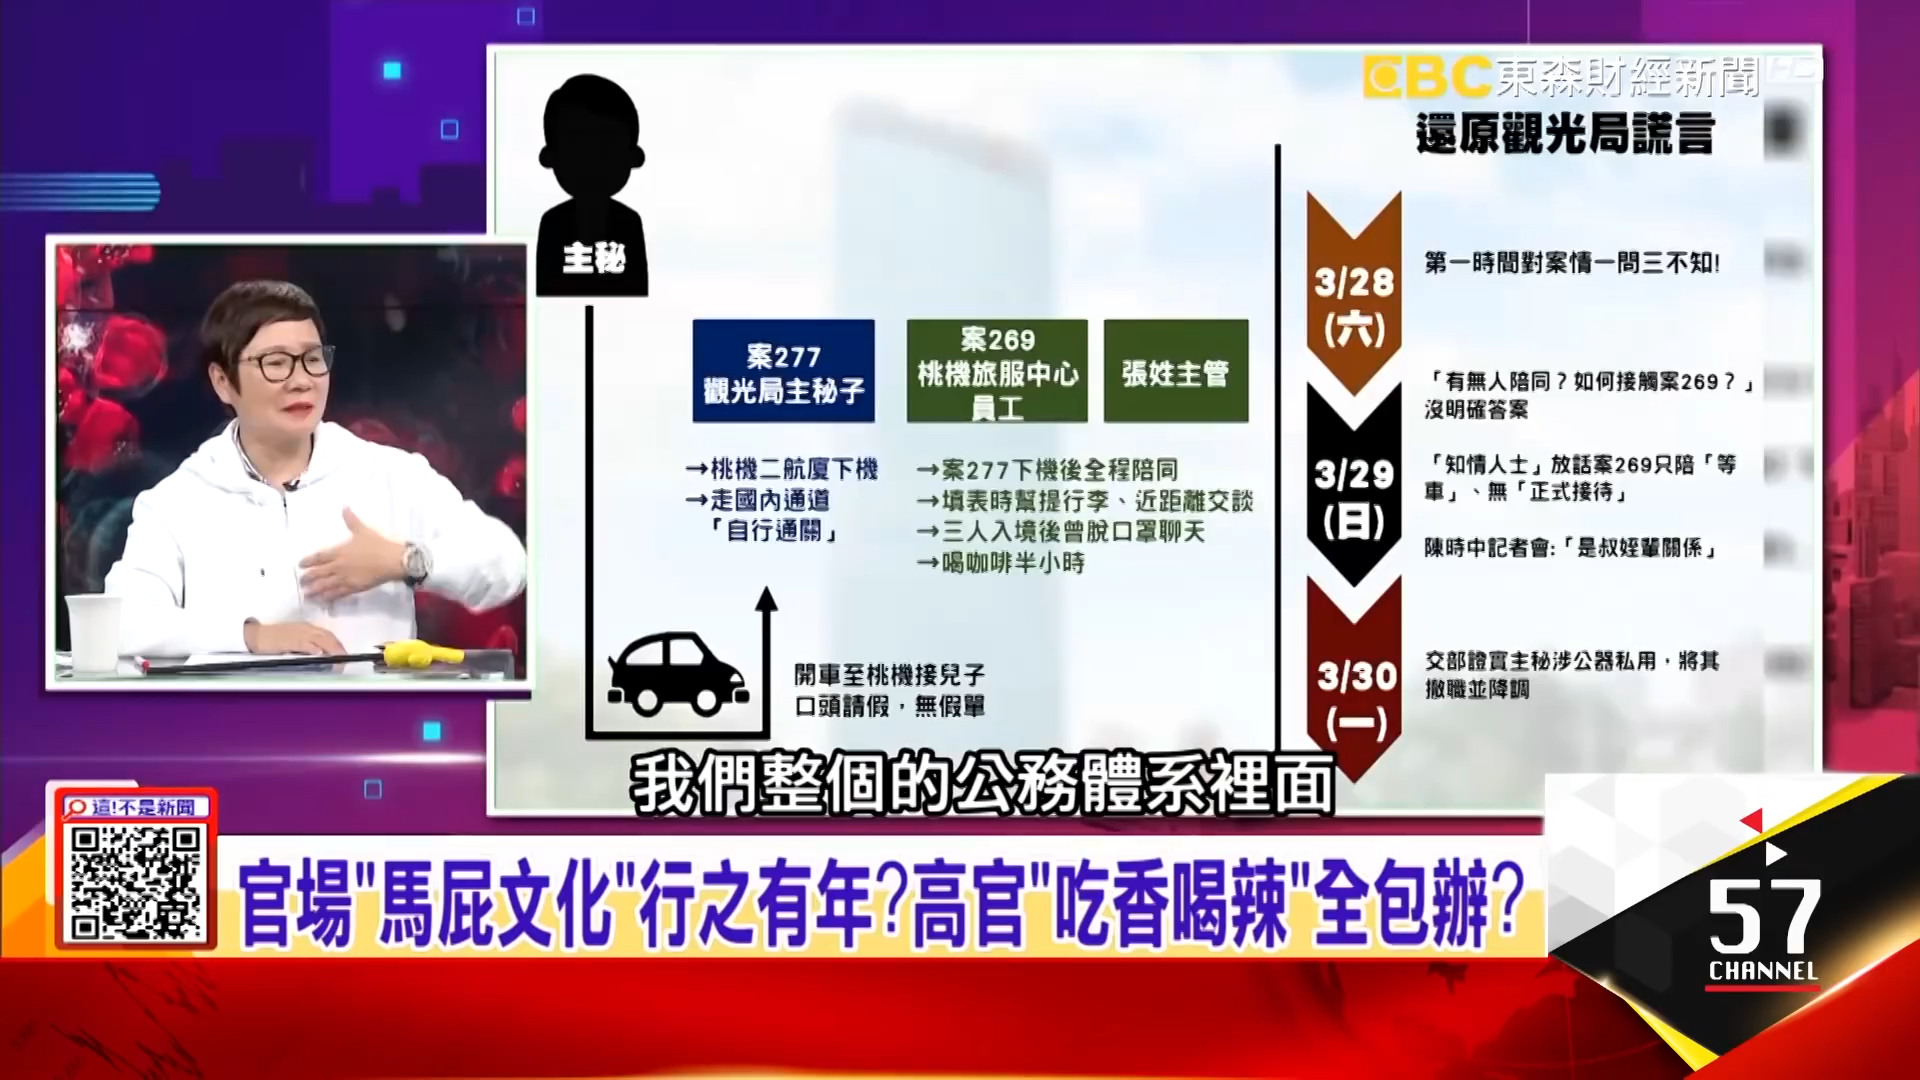 EBC東森財經新聞HD
還原觀光局謊言
主秘
案277
觀光局主秘子
案269
桃機旅服中心
員工
張姓主管
→桃機二航廈下機
→走國內通道
「自行通關」
→案277下機後全程陪同
→填表時幫提行李、近距離交談
→三人入境後曾脫口罩聊天
→喝咖啡半小時
開車至桃機接兒子
口頭請假，無假單
3/28
(六)
第一時間對案情一問三不知!
3/29
(日)
「有無人陪同？如何接觸案269？」
沒明確答案
「知情人士」放話案269只陪「等
車」、無「正式接待」
陳時中記者會:「是叔姪輩關係」
3/30
(一)
交部證實主秘涉公器私用，將其
撤職並降調
我們整個的公務體系裡面
這!不是新聞
官場"馬屁文化"行之有年?高官"吃香喝辣"全包辦?
57
CHANNEL